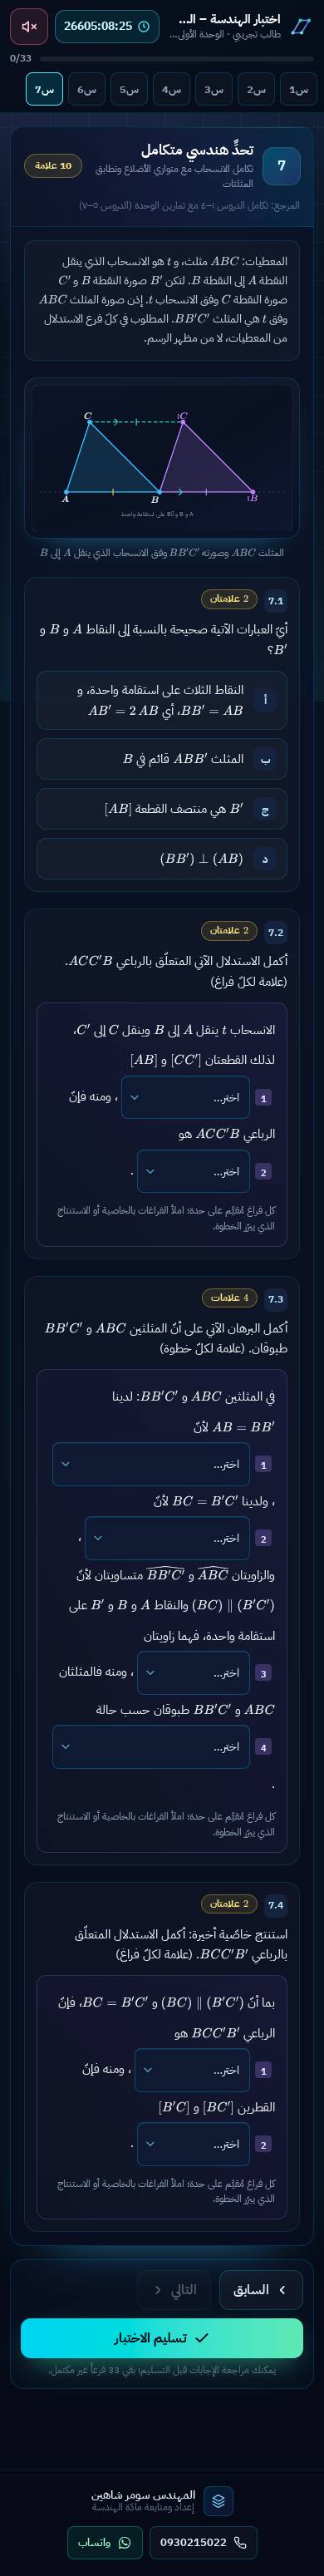 اختبار الهندسة – الـ...
طالب تجريبي · الوحدة الأولى...
26605:08:25
0/33
س1
س2
س3
س4
س5
س6
س7
7
تحدٍّ هندسي متكامل
تكامل الانسحاب مع متوازي الأضلاع وتطابق
المثلثات
10 علامة
المرجع: تكامل الدروس ١–٤ مع تمارين الوحدة (الدروس ٥–٧)
المعطيات: ABC مثلث، و t هو الانسحاب الذي ينقل
النقطة A إلى النقطة B. لتكن B′ صورة النقطة B و C′
صورة النقطة C وفق الانسحاب t. إذن صورة المثلث ABC
وفق t هي المثلث BB′C′. المطلوب في كلّ فرع الاستدلال
من المعطيات، لا من مظهر الرسم.
C
A
B
المثلث ABC وصورته BB′C′ وفق الانسحاب الذي ينقل A إلى B
7.1
2 علامتان
أيّ العبارات الآتية صحيحة بالنسبة إلى النقاط A و B و
B′؟
أ
النقاط الثلاث على استقامة واحدة، و
BB′ = AB، أي AB′ = 2 AB
ب
المثلث ABB′ قائم في B
ج
B′ هي منتصف القطعة [AB]
د
(BB′) ⊥ (AB)
7.2
2 علامتان
أكمل الاستدلال الآتي المتعلّق بالرباعي ACC′B.
(علامة لكلّ فراغ)
الانسحاب t ينقل A إلى B وينقل C إلى C′،
لذلك القطعتان [CC′] و [AB]
1 اختر... ، ومنه فإنّ
الرباعي ACC′B هو
2 اختر... .
كل فراغ مُقيَّم على حدة؛ املأ الفراغات بالخاصية أو الاستنتاج
الذي يبرّر الخطوة.
7.3
4 علامات
أكمل البرهان الآتي على أنّ المثلثين ABC و BB′C′
طبوقان. (علامة لكلّ خطوة)
في المثلثين ABC و BB′C′: لدينا
AB = BB′ لأنّ
1 اختر...
، ولدينا BC = B′C′ لأنّ
2 اختر... ،
والزاويتان ABC و BB′C′ متساويتان لأنّ
(BC) ∥ (B′C′) والنقاط A و B و B′ على
استقامة واحدة، فهما زاويتان
3 اختر... ، ومنه فالمثلثان
ABC و BB′C′ طبوقان حسب حالة
4 اختر...
.
كل فراغ مُقيَّم على حدة؛ املأ الفراغات بالخاصية أو الاستنتاج
الذي يبرّر الخطوة.
7.4
2 علامتان
استنتج خاصّية أخيرة: أكمل الاستدلال المتعلّق
بالرباعي BCC′B′. (علامة لكلّ فراغ)
بما أنّ (BC) ∥ (B′C′) و BC = B′C′، فإنّ
الرباعي BCC′B′ هو
1 اختر... ، ومنه فإنّ
القطرين [BC′] و [B′C]
2 اختر... .
كل فراغ مُقيَّم على حدة؛ املأ الفراغات بالخاصية أو الاستنتاج
الذي يبرّر الخطوة.
السابق
التالي
تسليم الاختبار
يمكنك مراجعة الإجابات قبل التسليم؛ بقي 33 فرعاً غير مكتمل.
المهندس سومر شاهين
إعداد ومتابعة مادّة الهندسة
0930215022
واتساب